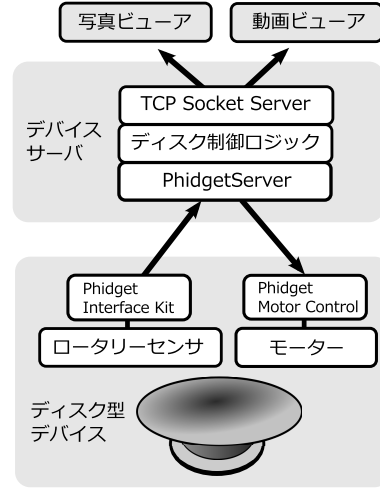 写真ビューア
動画ビューア
デバイス
サーバ
TCP Socket Server
ディスク制御ロジック
PhidgetServer
Phidget
Interface Kit
Phidget
Motor Control
ロータリーセンサ
モーター
ディスク型
デバイス